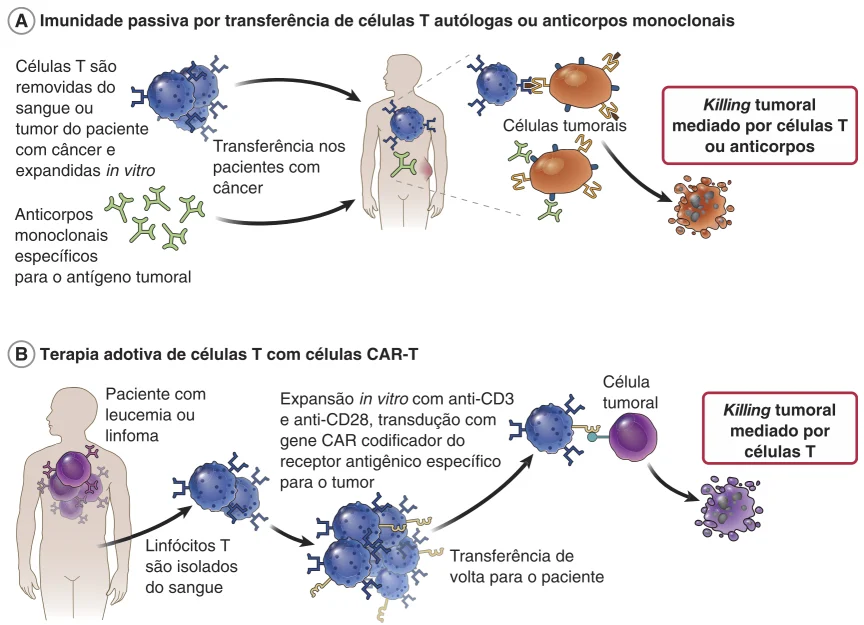 A Imunidade passiva por transferência de células T autólogas ou anticorpos monoclonais
Células T são
removidas do
sangue ou
tumor do paciente
com câncer e
expandidas in vitro
Transferência nos
pacientes com
câncer
Anticorpos
monoclonais
específicos
para o antígeno tumoral
Células tumorais
Killing tumoral
mediado por células T
ou anticorpos
B Terapia adotiva de células T com células CAR-T
Paciente com
leucemia ou
linfoma
Linfócitos T
são isolados
do sangue
Expansão in vitro com anti-CD3
e anti-CD28, transdução com
gene CAR codificador do
receptor antigênico específico
para o tumor
Transferência de
volta para o paciente
Célula
tumoral
Killing tumoral
mediado por
células T